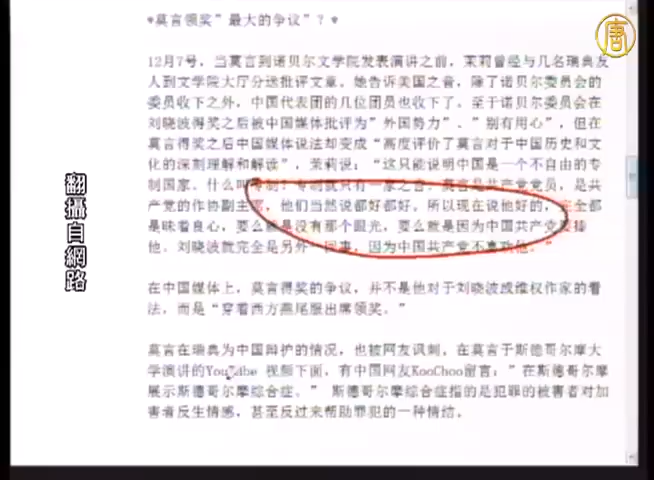 *莫言领奖”最大的争议”？*
12月7号，当莫言到诺贝尔文学院发表演讲之前，茉莉曾经与几名瑞典友
人到文学院大厅分送批评文章。她告诉美国之音，除了诺贝尔委员会的
委员收下之外，中国代表团的几位团员也收下了。至于诺贝尔委员会在
刘晓波得奖之后被中国媒体批评为”外国势力”、”别有用心”，但在
莫言得奖之后中国媒体说法却变成“高度评价了莫言对于中国历史和文
化的深刻理解和解读”，茉莉说：“这只能说明中国是一个不自由的专
制国家。什么叫专制？专制就只有一家之言。莫言是共产党党员，是共
产党的作协副主席，他们当然说都好都好。所以现在说他好的，完全都
是昧着良心，要么就是没有那个眼光，要么就是因为中国共产党要捧
他。刘晓波就完全是另外一回事，因为中国共产党不喜欢他。”
在中国媒体上，莫言得奖的争议，并不是他对于刘晓波或维权作家的看
法，而是“穿着西方燕尾服出席领奖。”
莫言在瑞典为中国辩护的情况，也被网友讽刺。在莫言于斯德哥尔摩大
学演讲的YouTube 视频下面，有中国网友KooChoo留言：”在斯德哥尔摩
展示斯德哥尔摩综合症。” 斯德哥尔摩综合症指的是犯罪的被害者对加
害者反生情感，甚至反过来帮助罪犯的一种情结。
翻攝自網路
唐